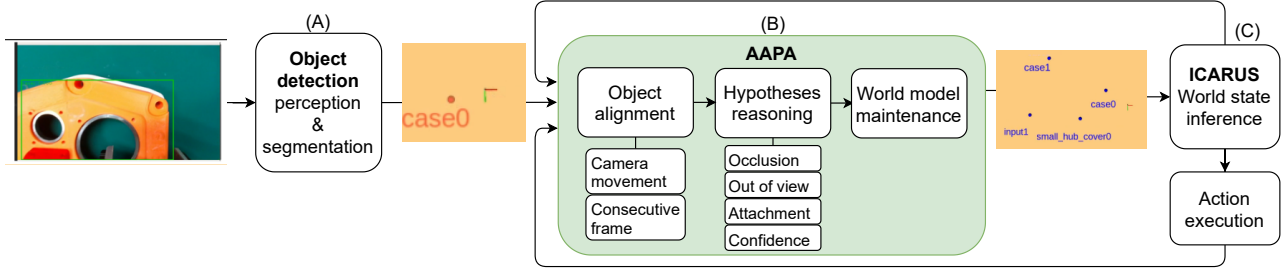 (A)
Object
detection
perception
&
segmentation
case0
(B)
AAPA
Object
alignment
Camera
movement
Consecutive
frame
Hypotheses
reasoning
Occlusion
Out of view
Attachment
Confidence
World model
maintenance
case1
case0
input1
small_hub_cover0
(C)
ICARUS
World state
inference
Action
execution